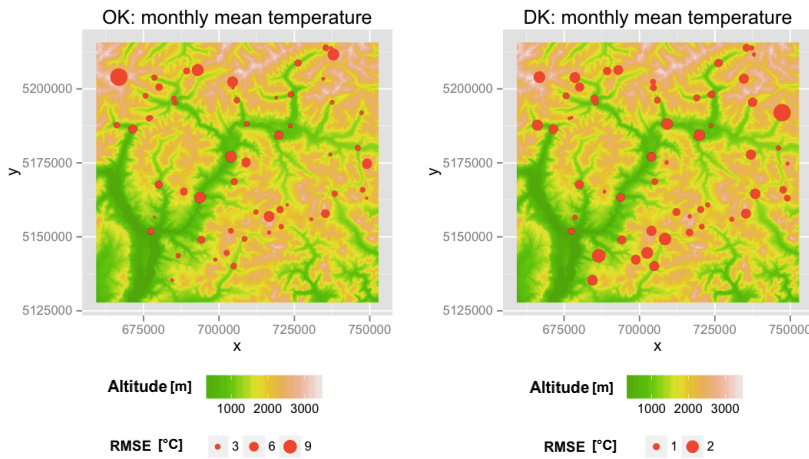 OK: monthly mean temperature
y
5200000
5175000
5150000
5125000
675000 700000 725000 750000
x
Altitude [m]
1000 2000 3000
RMSE [°C]
3 6 9
DK: monthly mean temperature
y
5200000
5175000
5150000
5125000
675000 700000 725000 75000
x
Altitude [m]
1000 2000 3000
RMSE [°C]
1 2